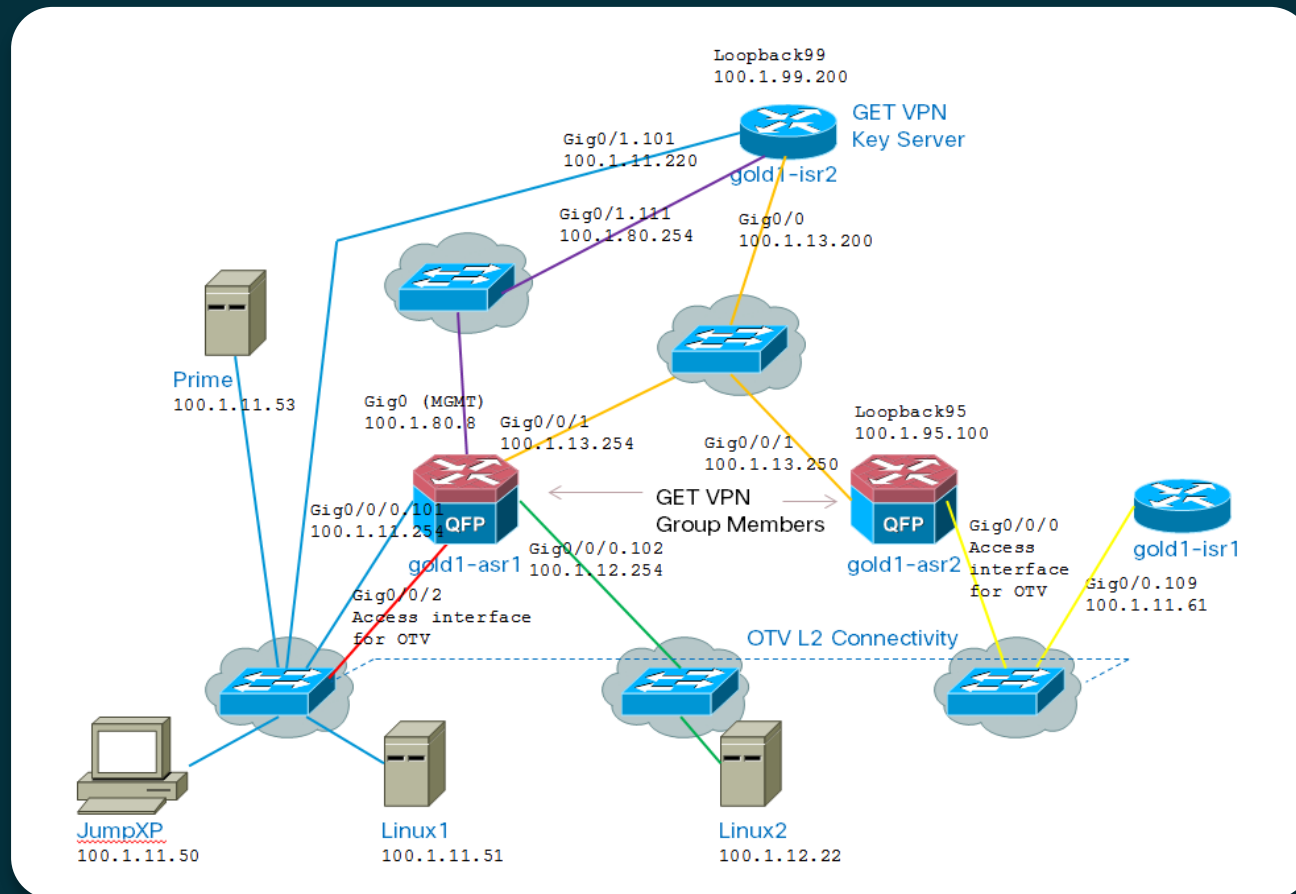 Loopback99
100.1.99.200
GET VPN
Key Server
Gig0/1.101
100.1.11.220
gold1-isr2
Gig0/1.111
100.1.80.254
Gig0/0
100.1.13.200
Prime
100.1.11.53
Gig0 (MGMT)
100.1.80.8
Gig0/0/1
100.1.13.254
Gig0/0/1
100.1.13.250
Loopback95
100.1.95.100
GET VPN
Group Members
Gig0/0/0.101
100.1.11.254
QFP
gold1-asr1
Gig0/0/0.102
100.1.12.254
QFP
gold1-asr2
Gig0/0/0
Access
interface
for OTV
gold1-isr1
Gig0/0.109
100.1.11.61
Gig0/0/2
Access interface
for OTV
OTV L2 Connectivity
JumpXP
100.1.11.50
Linux1
100.1.11.51
Linux2
100.1.12.22